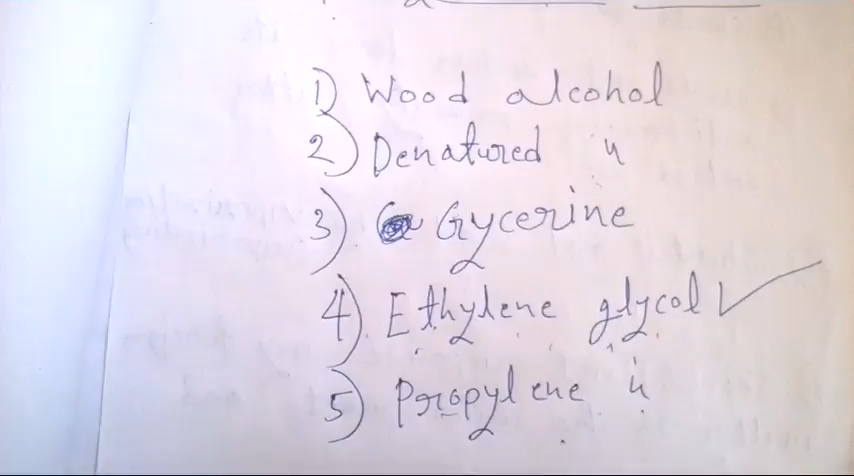 1) Wood alcohol
2) Denatured "
3) Gycerine
4) Ethylene glycol ✓
5) Propylene "